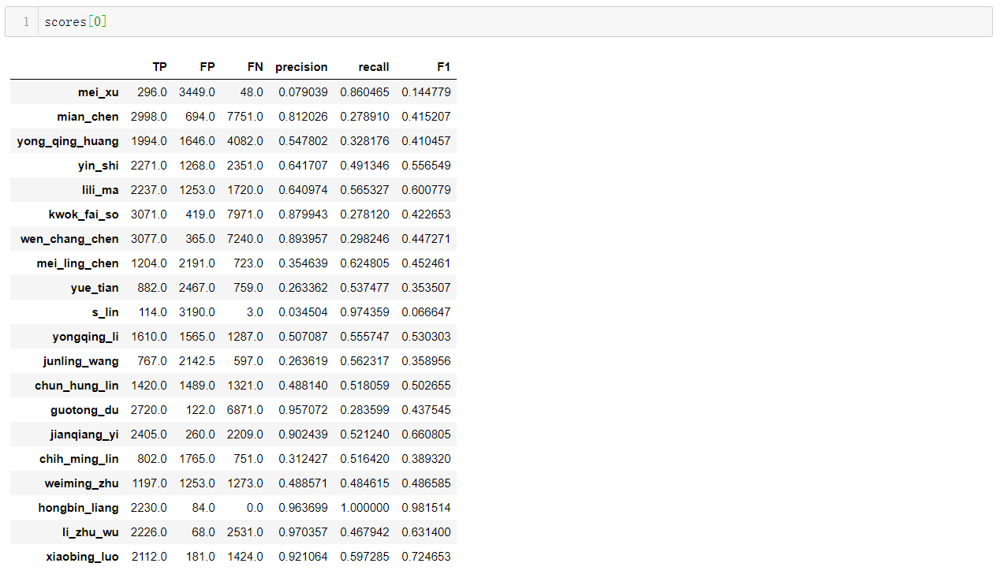 1 scores[0]
TP FP FN precision recall F1
mei_xu 296.0 3449.0 48.0 0.079039 0.860465 0.144779
mian_chen 2998.0 694.0 7751.0 0.812026 0.278910 0.415207
yong_qing_huang 1994.0 1646.0 4082.0 0.547802 0.328176 0.410457
yin_shi 2271.0 1268.0 2351.0 0.641707 0.491346 0.556549
lili_ma 2237.0 1253.0 1720.0 0.640974 0.565327 0.600779
kwok_fai_so 3071.0 419.0 7971.0 0.879943 0.278120 0.422653
wen_chang_chen 3077.0 365.0 7240.0 0.893957 0.298246 0.447271
mei_ling_chen 1204.0 2191.0 723.0 0.354639 0.624805 0.452461
yue_tian 882.0 2467.0 759.0 0.263362 0.537477 0.353507
s_lin 114.0 3190.0 3.0 0.034504 0.974359 0.066647
yongqing_li 1610.0 1565.0 1287.0 0.507087 0.555747 0.530303
junling_wang 767.0 2142.5 597.0 0.263619 0.562317 0.358956
chun_hung_lin 1420.0 1489.0 1321.0 0.488140 0.518059 0.502655
guotong_du 2720.0 122.0 6871.0 0.957072 0.283599 0.437545
jianqiang_yi 2405.0 260.0 2209.0 0.902439 0.521240 0.660805
chih_ming_lin 802.0 1765.0 751.0 0.312427 0.516420 0.389320
weiming_zhu 1197.0 1253.0 1273.0 0.488571 0.484615 0.486585
hongbin_liang 2230.0 84.0 0.0 0.963699 1.000000 0.981514
li_zhu_wu 2226.0 68.0 2531.0 0.970357 0.467942 0.631400
xiaobing_luo 2112.0 181.0 1424.0 0.921064 0.597285 0.724653